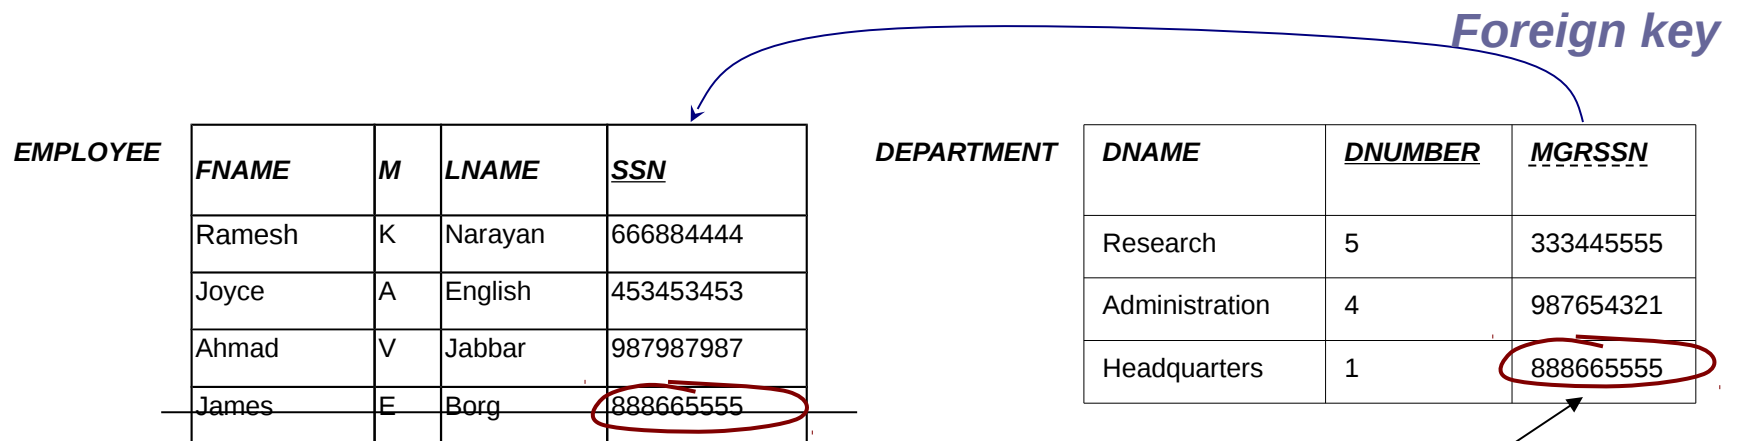 Foreign key
EMPLOYEE
FNAME M LNAME SSN
Ramesh K Narayan 666884444
Joyce A English 453453453
Ahmad V Jabbar 987987987
James E Borg 888665555
DEPARTMENT
DNAME DNUMBER MGRSSN
Research 5 333445555
Administration 4 987654321
Headquarters 1 888665555